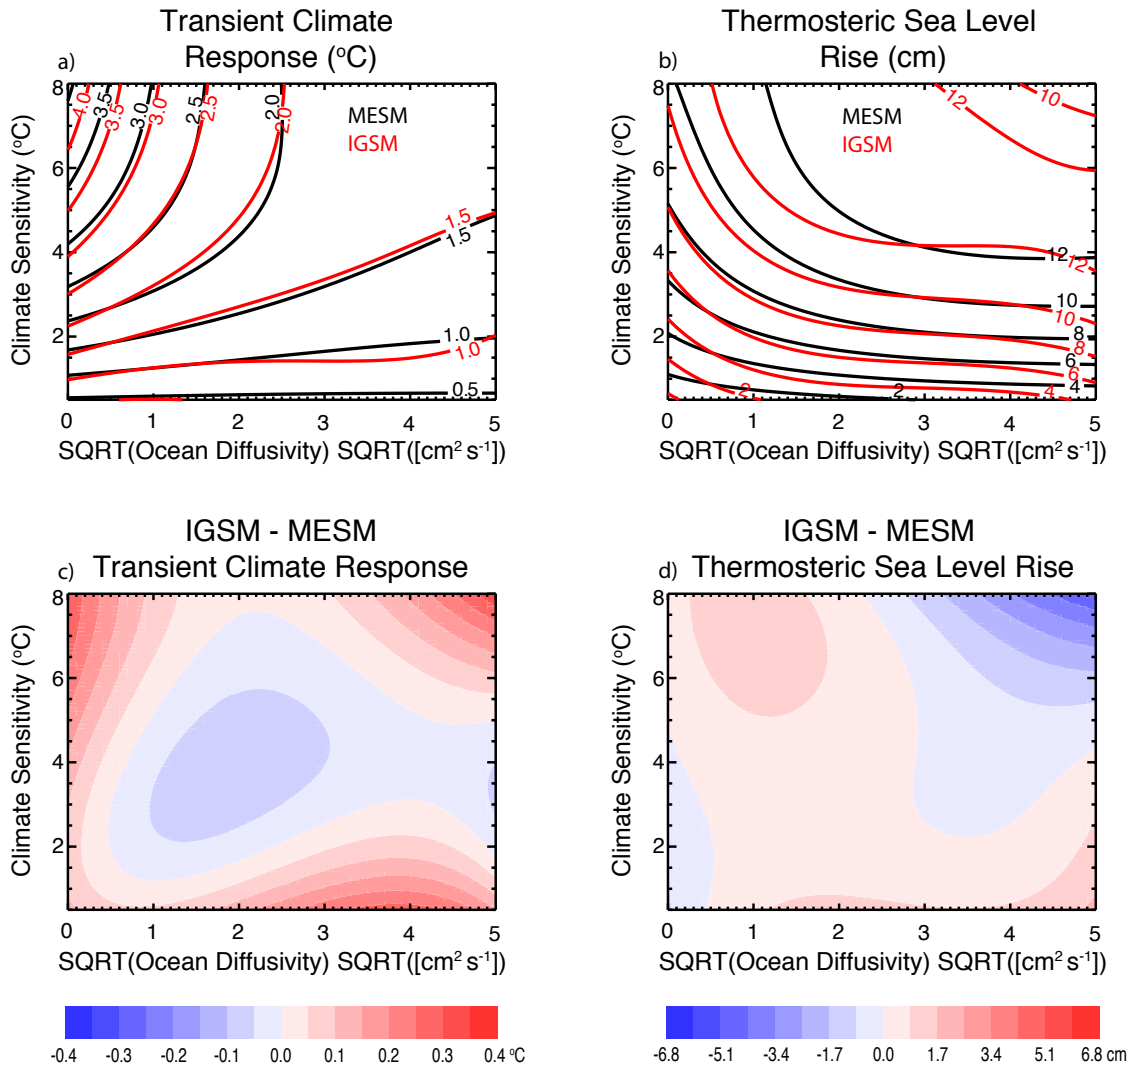 Transient Climate
Response (°C)
a)
8
6
4
2
0 1 2 3 4 5
Climate Sensitivity (°C)
SQRT(Ocean Diffusivity) SQRT([cm² s⁻¹])
MESM
IGSM
4.0
3.5
3.5
3.0
3.0
2.5
2.5
2.0
2.0
1.5
1.5
1.0
1.0
0.5
Thermosteric Sea Level
Rise (cm)
b)
8
6
4
2
0 1 2 3 4 5
Climate Sensitivity (°C)
SQRT(Ocean Diffusivity) SQRT([cm² s⁻¹])
MESM
IGSM
12
10
12
12
10
10
8
8
6
6
4
4
2
2
IGSM - MESM
c) Transient Climate Response
8
6
4
2
0 1 2 3 4 5
Climate Sensitivity (°C)
SQRT(Ocean Diffusivity) SQRT([cm² s⁻¹])
-0.4 -0.3 -0.2 -0.1 0.0 0.1 0.2 0.3 0.4 °C
IGSM - MESM
d) Thermosteric Sea Level Rise
8
6
4
2
0 1 2 3 4 5
Climate Sensitivity (°C)
SQRT(Ocean Diffusivity) SQRT([cm² s⁻¹])
-6.8 -5.1 -3.4 -1.7 0.0 1.7 3.4 5.1 6.8 cm